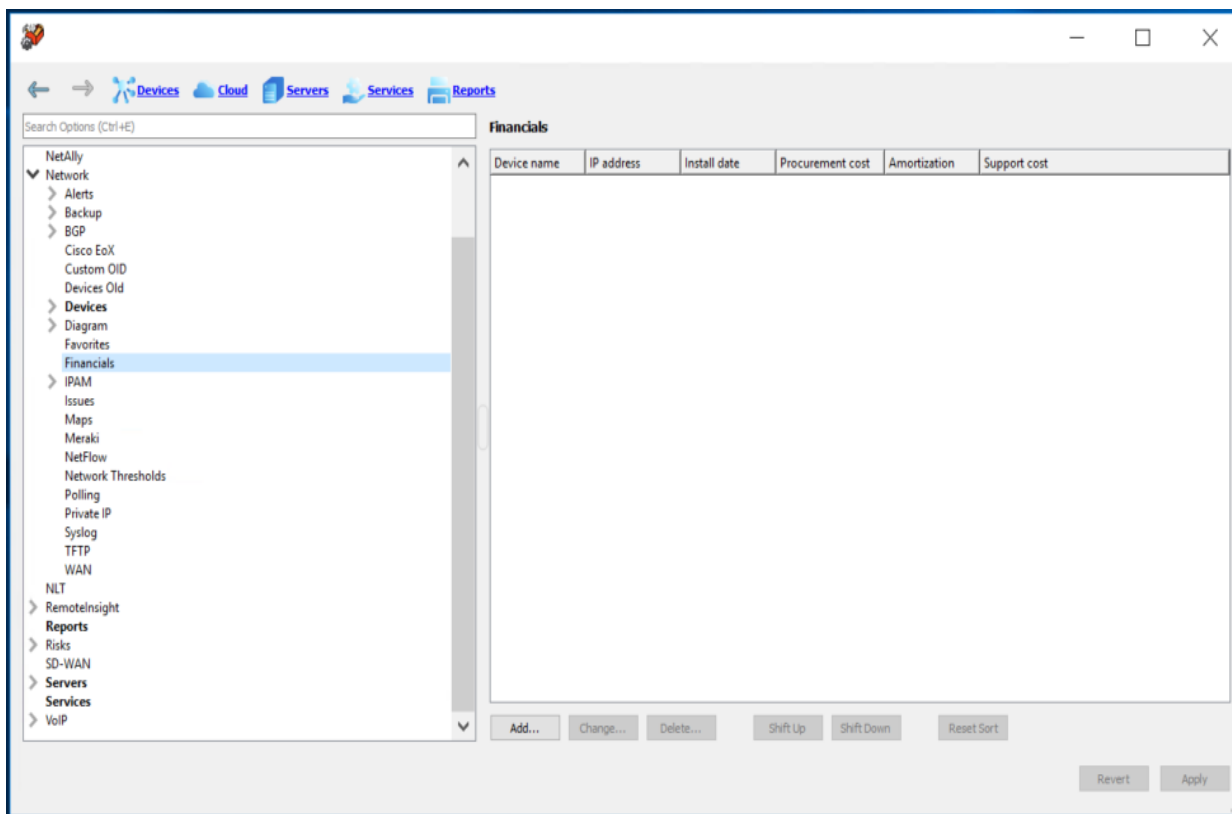 Devices Cloud Servers Services Reports
Search Options (Ctrl+E)
NetAlly
Network
Alerts
Backup
BGP
Cisco EoX
Custom OID
Devices Old
Devices
Diagram
Favorites
Financials
IPAM
Issues
Maps
Meraki
NetFlow
Network Thresholds
Polling
Private IP
Syslog
TFTP
WAN
NLT
RemoteInsight
Reports
Risks
SD-WAN
Servers
Services
VoIP
Financials
Device name IP address Install date Procurement cost Amortization Support cost
Add... Change... Delete... Shift Up Shift Down Reset Sort
Revert Apply